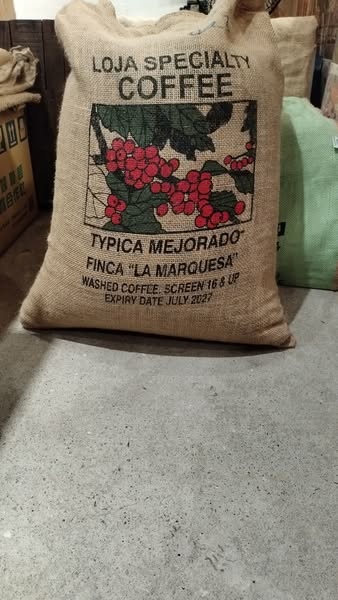 LOJA SPECIALTY
COFFEE
TYPICA MEJORADO
FINCA "LA MARQUESA"
WASHED COFFEE. SCREEN 16 & UP
EXPIRY DATE JULY 2027